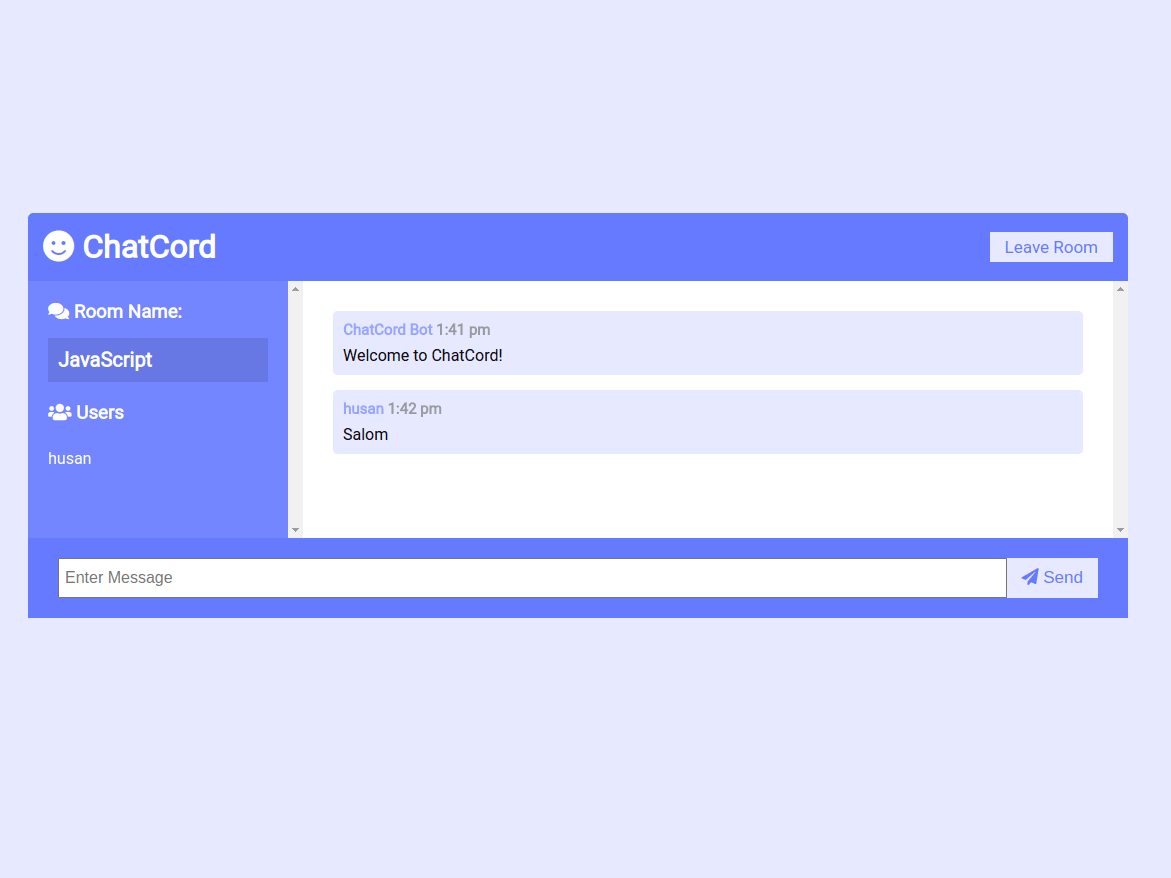 ChatCord
Leave Room
Room Name:
JavaScript
Users
husan
ChatCord Bot 1:41 pm
Welcome to ChatCord!
husan 1:42 pm
Salom
Enter Message
Send